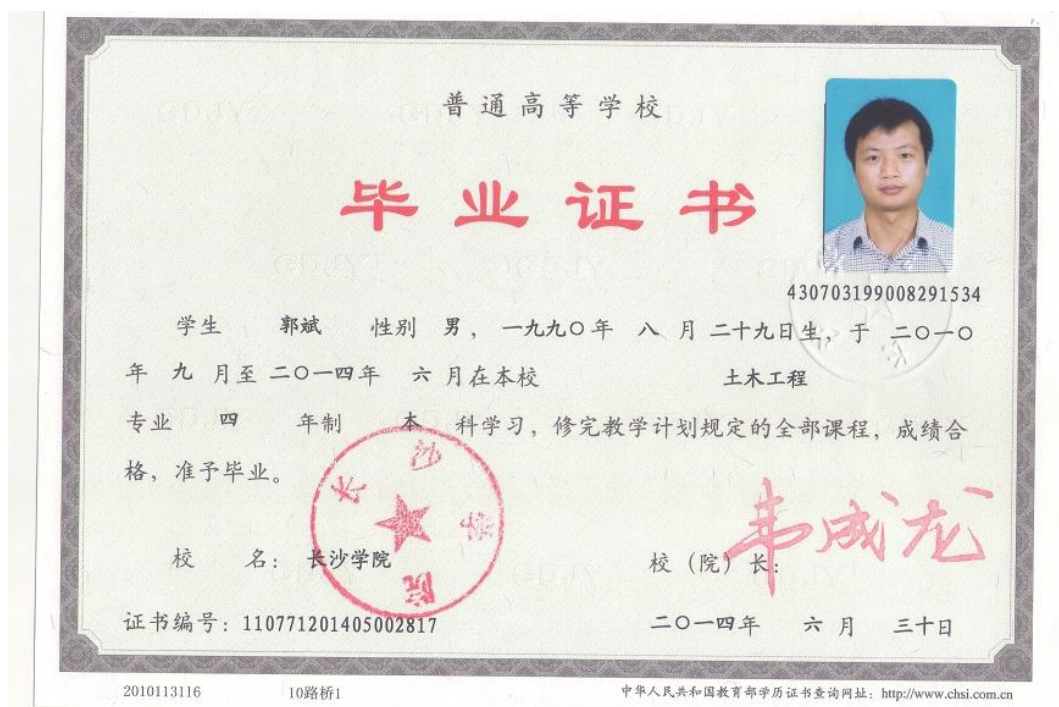 普通高等学校
毕业证书
430703199008291534
学生 郭斌 性别 男，一九九〇年 八 月 二十九日生，于 二〇一〇
年 九 月至 二〇一四年 六 月在本校 土木工程
专业 四 年制 本 科学习，修完教学计划规定的全部课程，成绩合
格，准予毕业。
长沙学院
韦成龙
校 名：长沙学院 校（院）长：
证书编号：110771201405002817 二〇一四年 六 月 三十日
2010113116 10路桥1 中华人民共和国教育部学历证书查询网址：http://www.chsi.com.cn